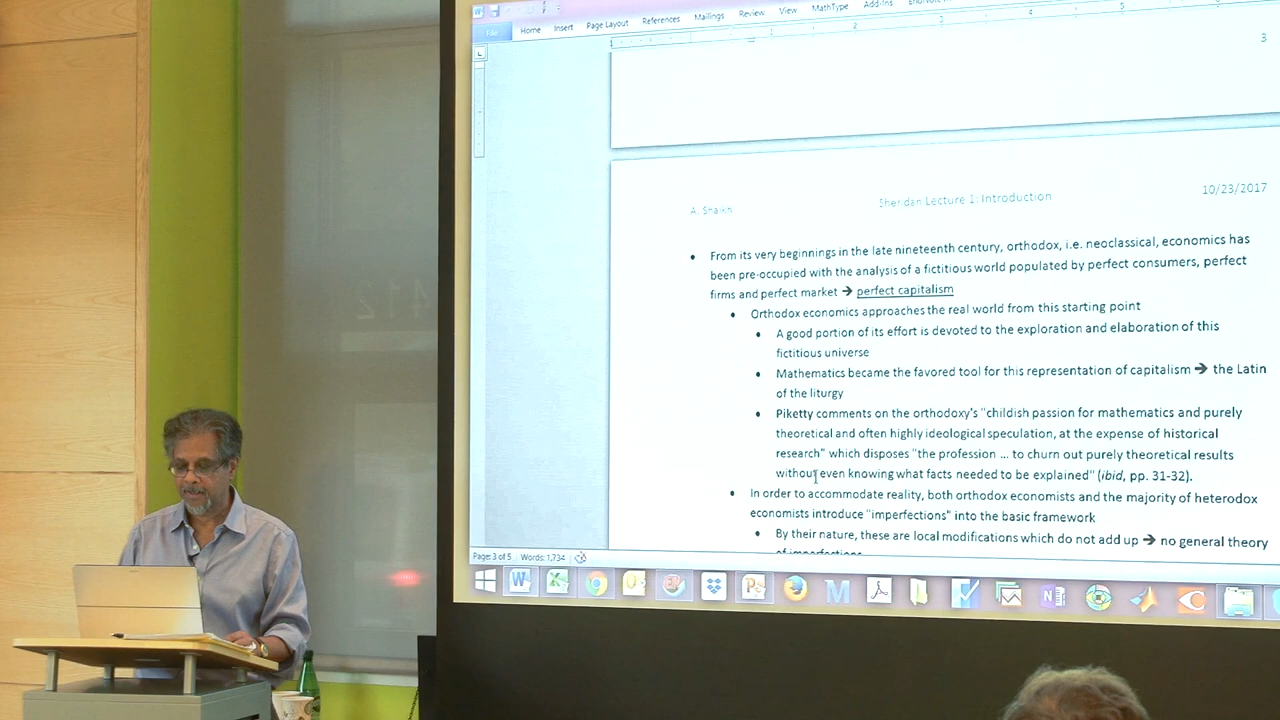 File Home Insert Page Layout References Mailings Review View MathType Add-Ins
3
A. Shaikh Sheridan Lecture 1: Introduction 10/23/2017
• From its very beginnings in the late nineteenth century, orthodox, i.e. neoclassical, economics has
been pre-occupied with the analysis of a fictitious world populated by perfect consumers, perfect
firms and perfect market ➔ perfect capitalism
• Orthodox economics approaches the real world from this starting point
• A good portion of its effort is devoted to the exploration and elaboration of this
fictitious universe
• Mathematics became the favored tool for this representation of capitalism ➔ the Latin
of the liturgy
• Piketty comments on the orthodoxy's "childish passion for mathematics and purely
theoretical and often highly ideological speculation, at the expense of historical
research" which disposes "the profession ... to churn out purely theoretical results
without even knowing what facts needed to be explained" (ibid, pp. 31-32).
• In order to accommodate reality, both orthodox economists and the majority of heterodox
economists introduce "imperfections" into the basic framework
• By their nature, these are local modifications which do not add up ➔ no general theory
of imperfections
Page: 3 of 5 Words: 1,734